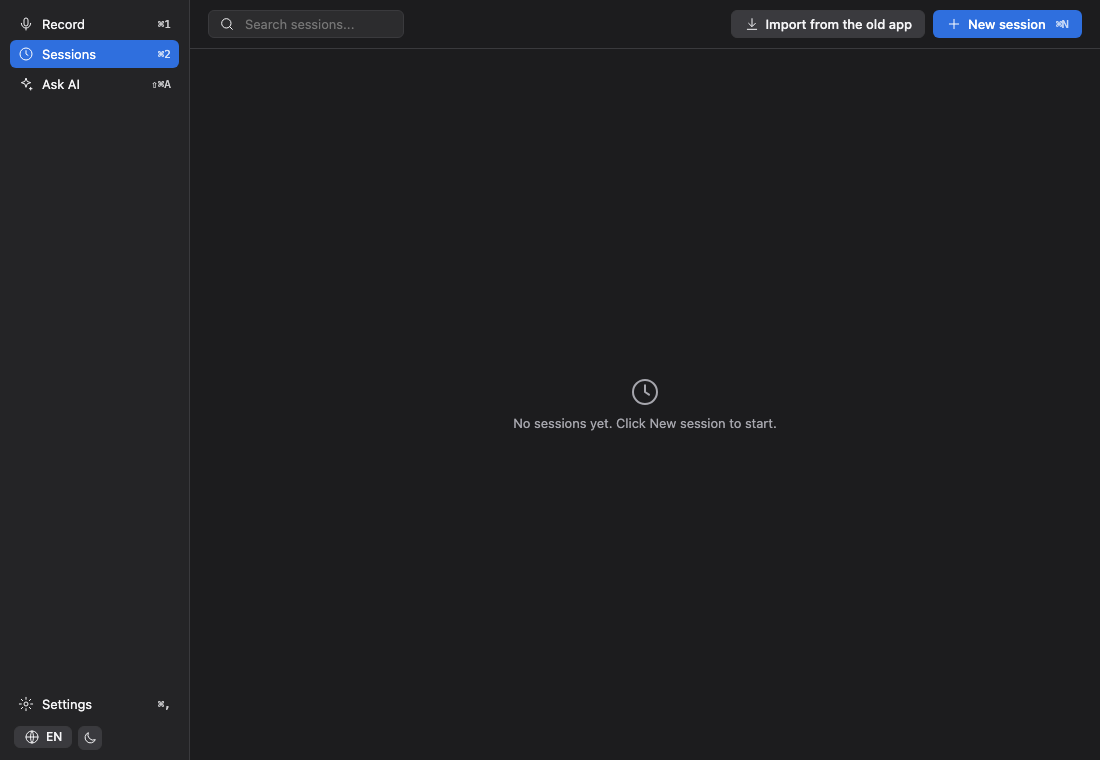 Record ⌘1
Sessions ⌘2
Ask AI ⇧⌘A
Search sessions...
Import from the old app
New session ⌘N
No sessions yet. Click New session to start.
Settings ⌘,
EN